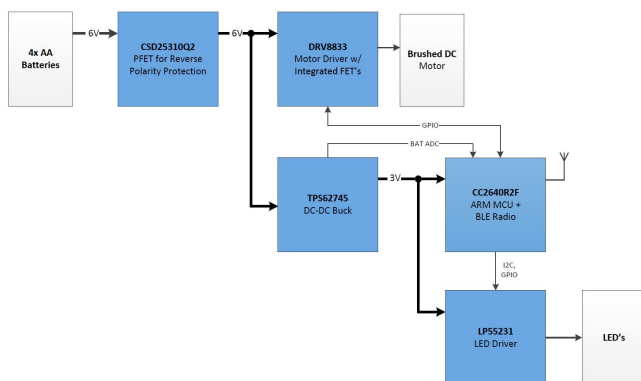 4x AA
Batteries
6V
CSD25310Q2
PFET for Reverse
Polarity Protection
6V
DRV8833
Motor Driver w/
Integrated FET's
Brushed DC
Motor
GPIO
BAT ADC
TPS62745
DC-DC Buck
3V
CC2640R2F
ARM MCU +
BLE Radio
I2C,
GPIO
LP55231
LED Driver
LED's